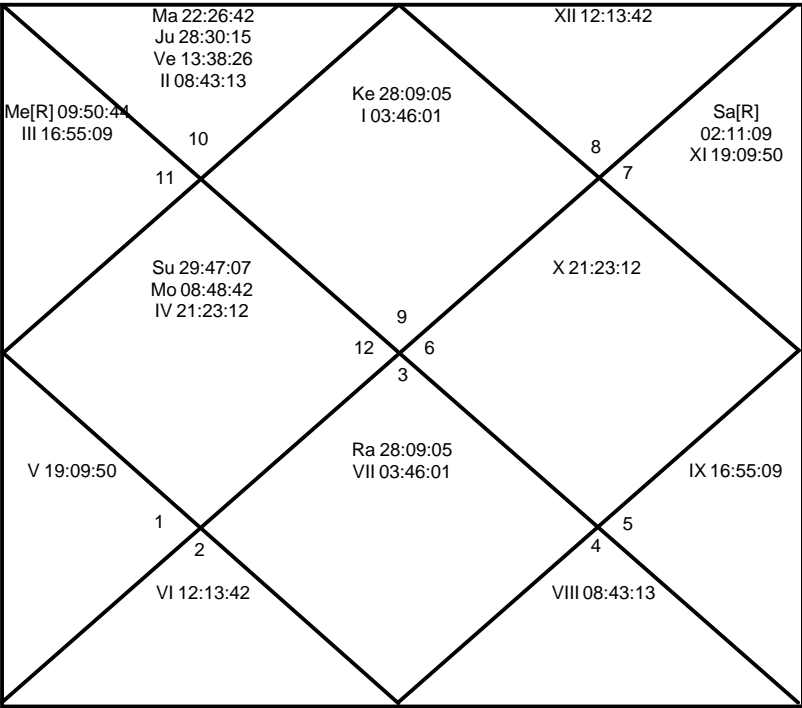 Ma 22:26:42
Ju 28:30:15
Ve 13:38:26
II 08:43:13
XII 12:13:42
Ke 28:09:05
I 03:46:01
Me[R] 09:50:44
III 16:55:09
Sa[R]
02:11:09
XI 19:09:50
10
8
11
7
Su 29:47:07
Mo 08:48:42
IV 21:23:12
X 21:23:12
9
12
6
3
Ra 28:09:05
VII 03:46:01
V 19:09:50
IX 16:55:09
1
5
2
4
VI 12:13:42
VIII 08:43:13